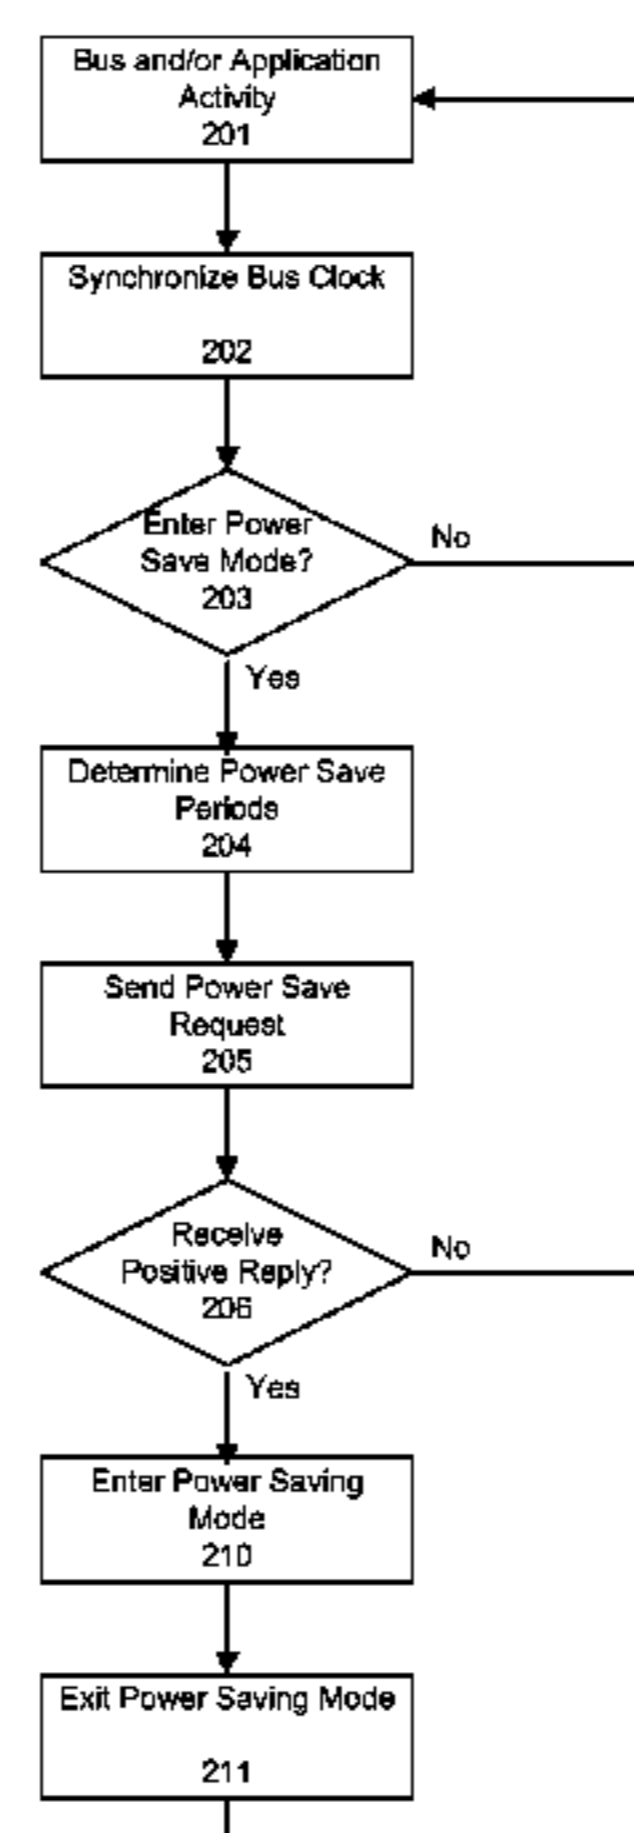 Bus and/or Application
Activity
201
Synchronize Bus Clock
202
Enter Power
Save Mode?
203
No
Yes
Determine Power Save
Periods
204
Send Power Save
Request
205
Receive
Positive Reply?
206
No
Yes
Enter Power Saving
Mode
210
Exit Power Saving Mode
211